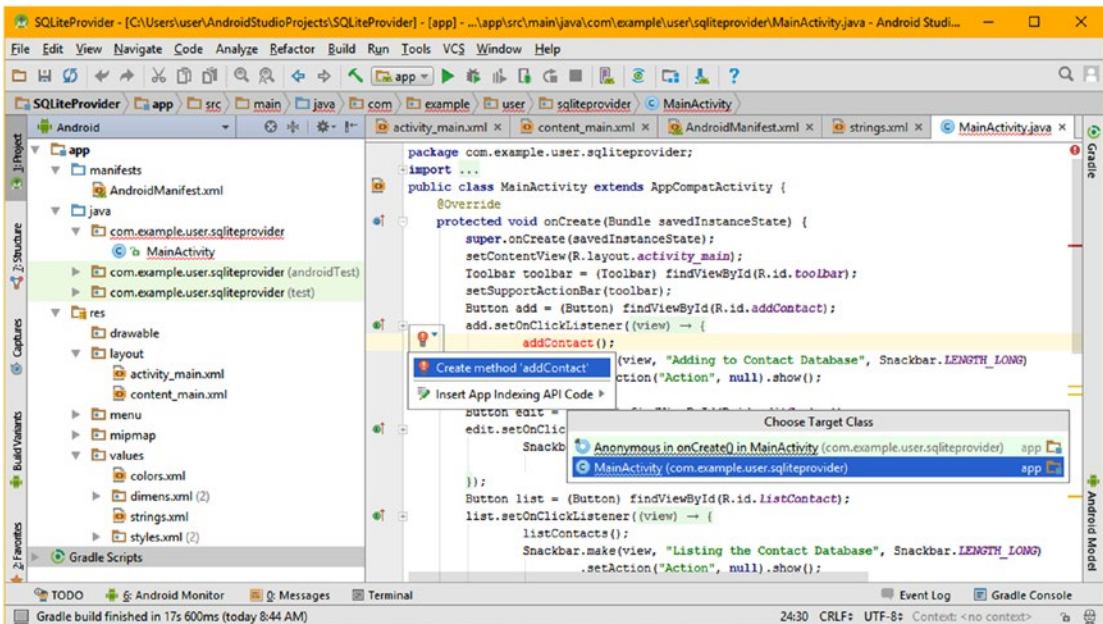 SQLiteProvider - [C:\Users\user\AndroidStudioProjects\SQLiteProvider] - [app] - ...\app\src\main\java\com\example\user\sqliteprovider\MainActivity.java - Android Studi...
File Edit View Navigate Code Analyze Refactor Build Run Tools VCS Window Help
app
SQLiteProvider app src main java com example user sqliteprovider MainActivity
1: Project
7: Structure
Captures
Build Variants
2: Favorites
Android
app
manifests
AndroidManifest.xml
java
com.example.user.sqliteprovider
MainActivity
com.example.user.sqliteprovider (androidTest)
com.example.user.sqliteprovider (test)
res
drawable
layout
activity_main.xml
content_main.xml
menu
mipmap
values
colors.xml
dimens.xml (2)
strings.xml
styles.xml (2)
Gradle Scripts
activity_main.xml × content_main.xml × AndroidManifest.xml × strings.xml × MainActivity.java ×
package com.example.user.sqliteprovider;
import ...
public class MainActivity extends AppCompatActivity {
@Override
protected void onCreate(Bundle savedInstanceState) {
super.onCreate(savedInstanceState);
setContentView(R.layout.activity_main);
Toolbar toolbar = (Toolbar) findViewById(R.id.toolbar);
setSupportActionBar(toolbar);
Button add = (Button) findViewById(R.id.addContact);
add.setOnClickListener((view) → {
addContact();
(view, "Adding to Contact Database", Snackbar.LENGTH_LONG)
ction("Action", null).show();
Create method 'addContact'
Insert App Indexing API Code
Button edit =
edit.setOnClic
Snackb
Choose Target Class
Anonymous in onCreate() in MainActivity (com.example.user.sqliteprovider) app
MainActivity (com.example.user.sqliteprovider) app
});
Button list = (Button) findViewById(R.id.listContact);
list.setOnClickListener((view) → {
listContacts();
Snackbar.make(view, "Listing the Contact Database", Snackbar.LENGTH_LONG)
.setAction("Action", null).show();
Gradle
Android Model
TODO 6: Android Monitor 0: Messages Terminal Event Log Gradle Console
Gradle build finished in 17s 600ms (today 8:44 AM) 24:30 CRLF÷ UTF-8÷ Context: <no context>